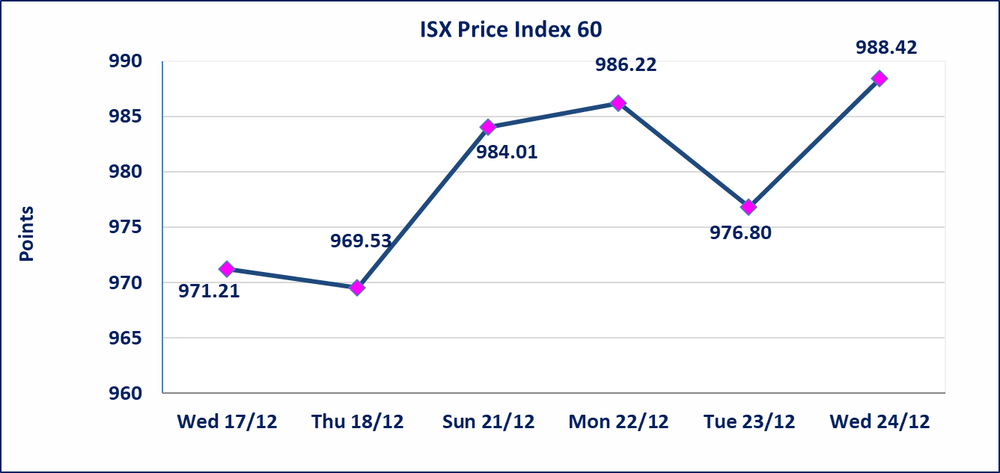 ISX Price Index 60
Points
990
985
980
975
970
965
960
971.21
969.53
984.01
986.22
976.80
988.42
Wed 17/12
Thu 18/12
Sun 21/12
Mon 22/12
Tue 23/12
Wed 24/12